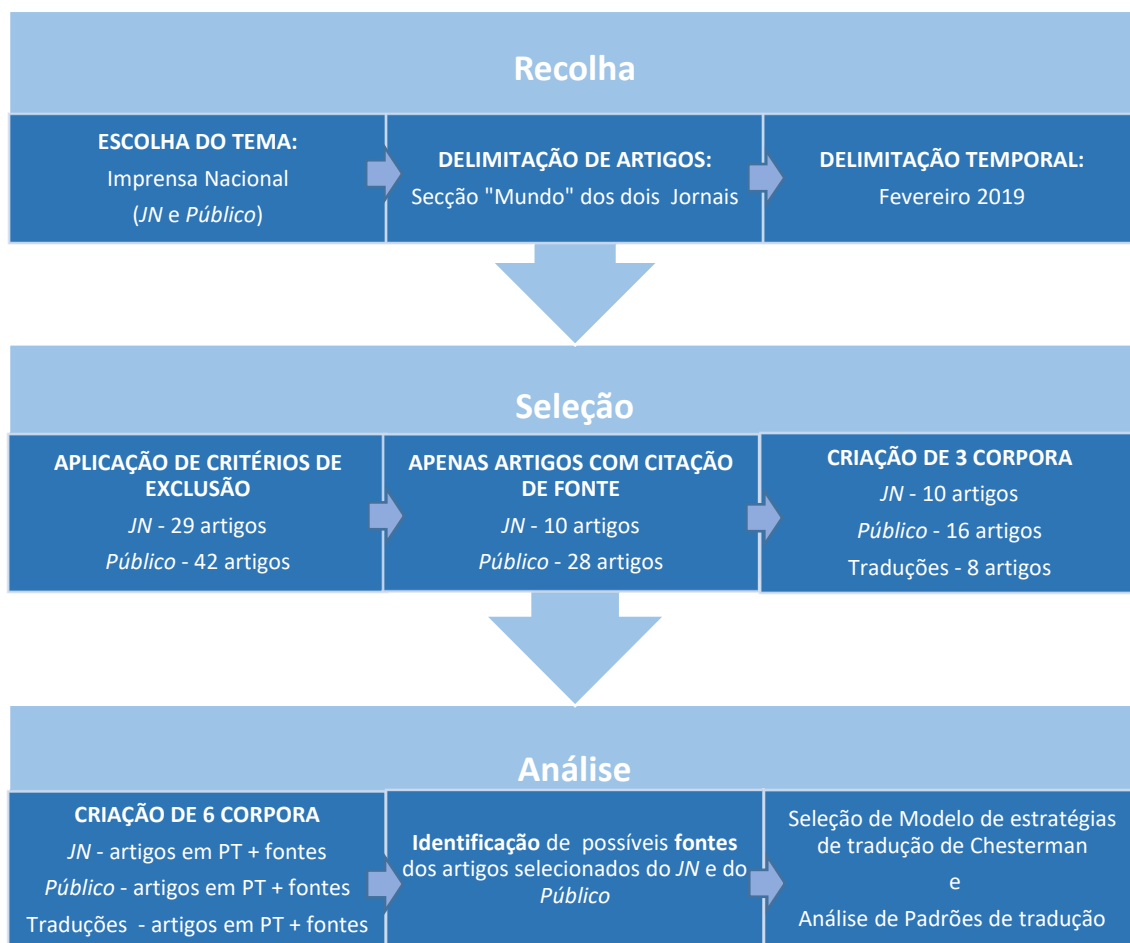 Recolha
ESCOLHA DO TEMA:
Imprensa Nacional
(JN e Público)
DELIMITAÇÃO DE ARTIGOS:
Secção "Mundo" dos dois Jornais
DELIMITAÇÃO TEMPORAL:
Fevereiro 2019
Seleção
APLICAÇÃO DE CRITÉRIOS DE
EXCLUSÃO
JN - 29 artigos
Público - 42 artigos
APENAS ARTIGOS COM CITAÇÃO
DE FONTE
JN - 10 artigos
Público - 28 artigos
CRIAÇÃO DE 3 CORPORA
JN - 10 artigos
Público - 16 artigos
Traduções - 8 artigos
Análise
CRIAÇÃO DE 6 CORPORA
JN - artigos em PT + fontes
Público - artigos em PT + fontes
Traduções - artigos em PT + fontes
Identificação de possíveis fontes
dos artigos selecionados do JN e do
Público
Seleção de Modelo de estratégias
de tradução de Chesterman
e
Análise de Padrões de tradução